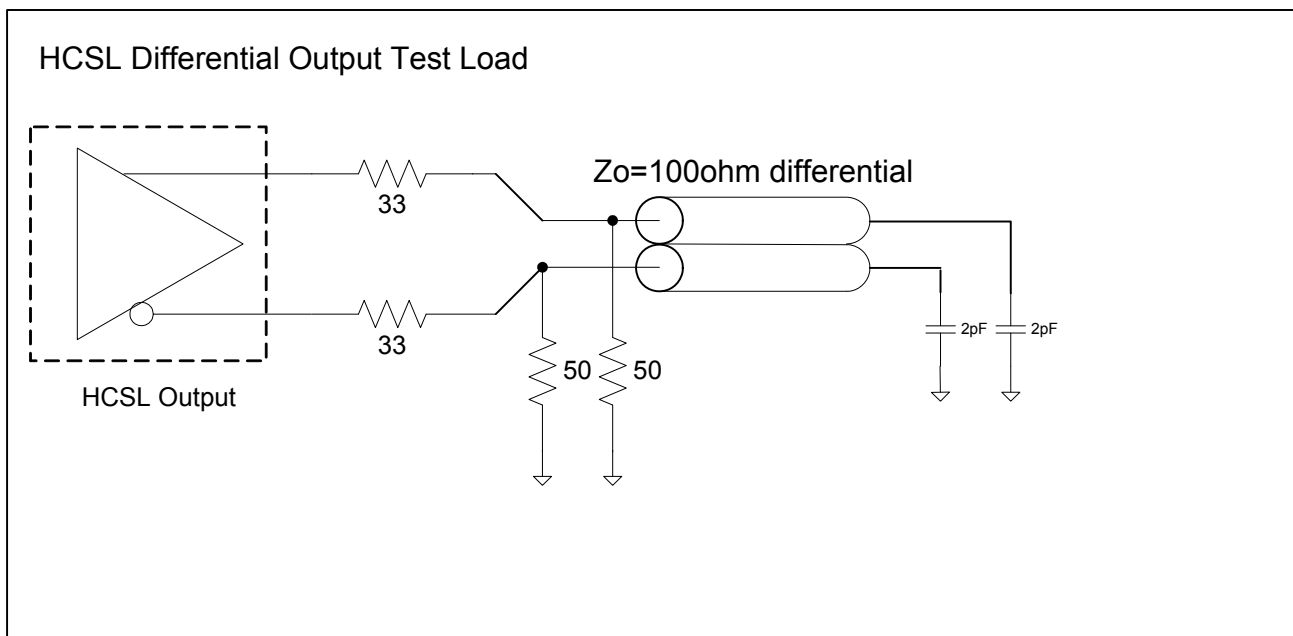 HCSL Differential Output Test Load
Zo=100ohm differential
33
33
50
50
2pF
2pF
HCSL Output